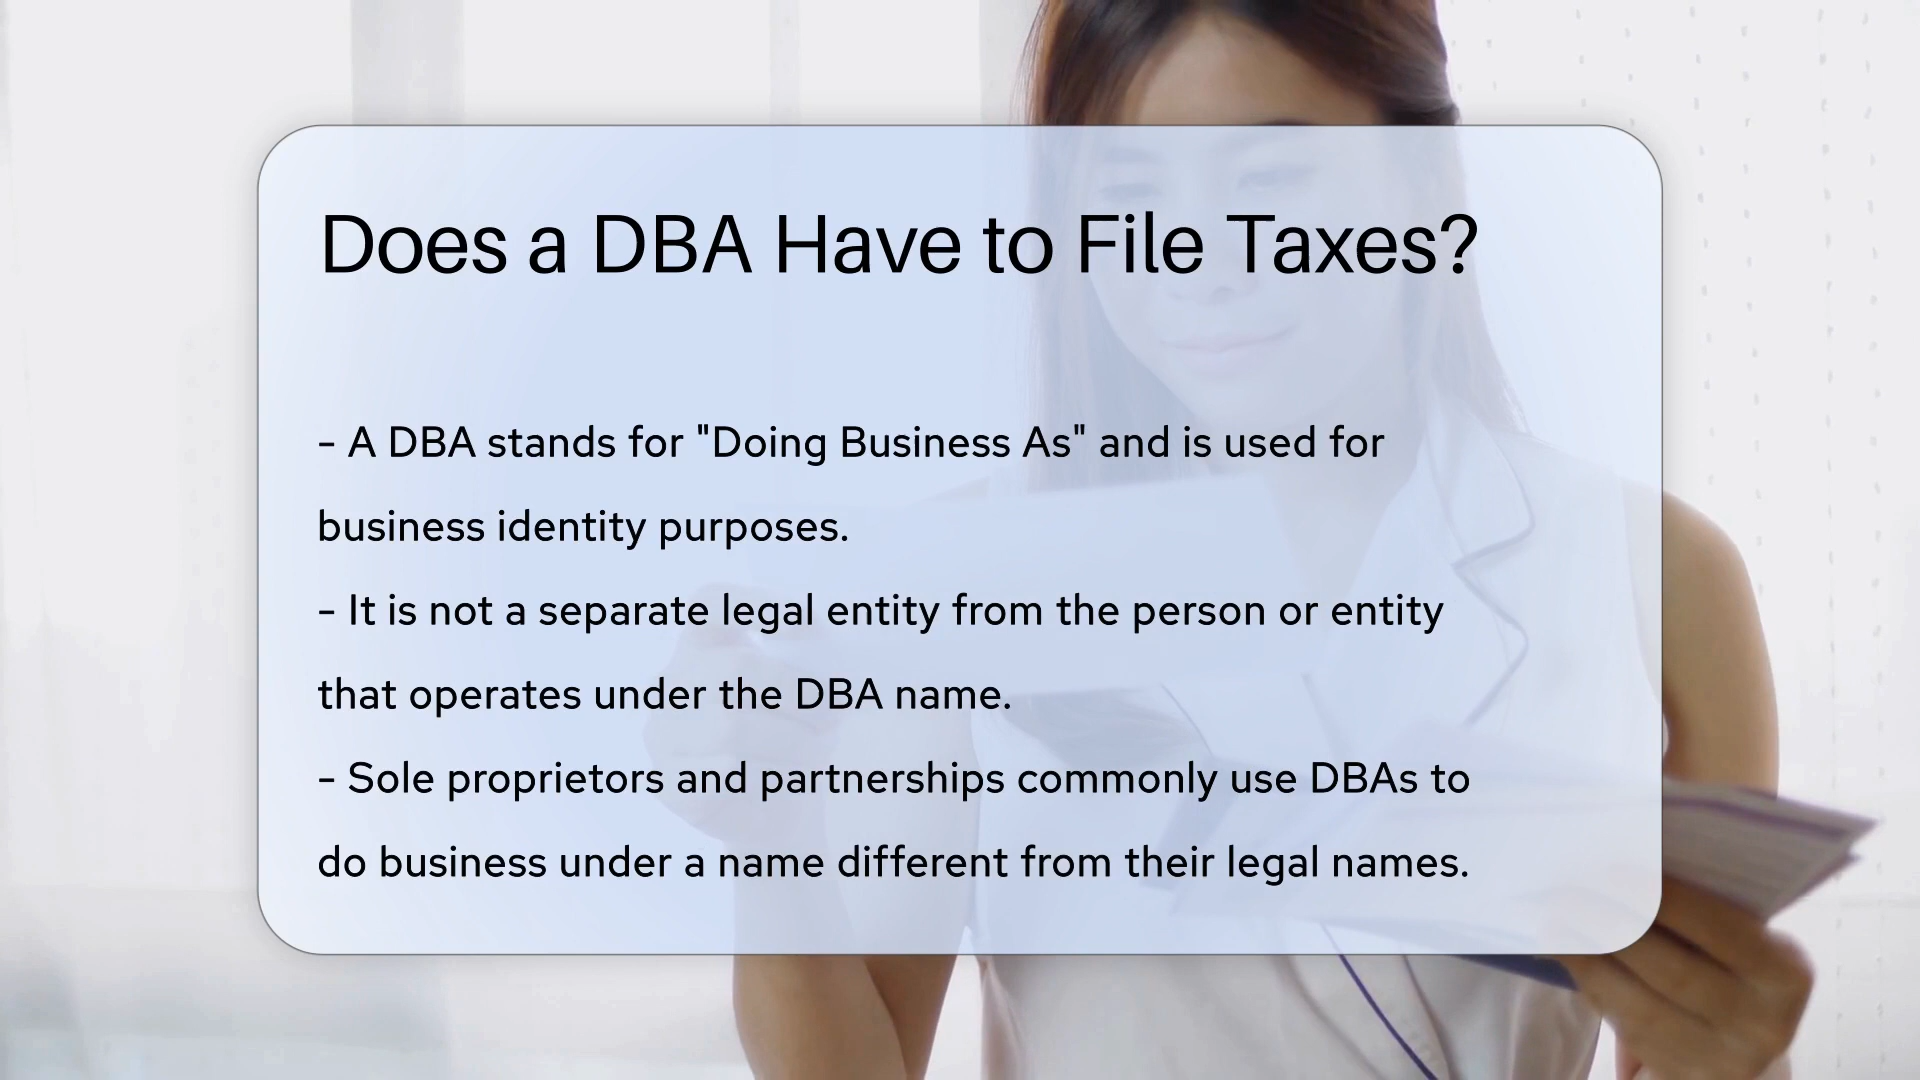 Does a DBA Have to File Taxes?
- A DBA stands for "Doing Business As" and is used for
business identity purposes.
- It is not a separate legal entity from the person or entity
that operates under the DBA name.
- Sole proprietors and partnerships commonly use DBAs to
do business under a name different from their legal names.